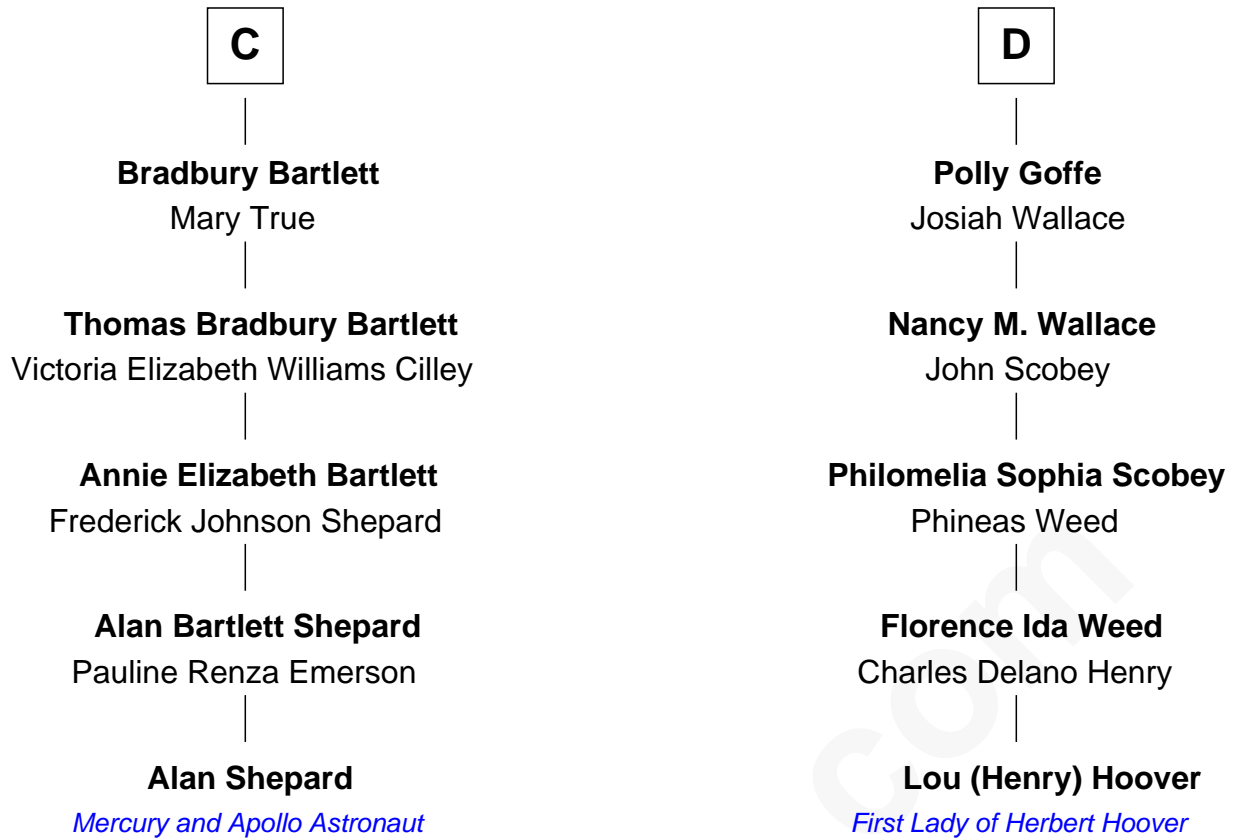 C
Bradbury Bartlett
Mary True
Thomas Bradbury Bartlett
Victoria Elizabeth Williams Cilley
Annie Elizabeth Bartlett
Frederick Johnson Shepard
Alan Bartlett Shepard
Pauline Renza Emerson
Alan Shepard
Mercury and Apollo Astronaut
D
Polly Goffe
Josiah Wallace
Nancy M. Wallace
John Scobey
Philomelia Sophia Scobey
Phineas Weed
Florence Ida Weed
Charles Delano Henry
Lou (Henry) Hoover
First Lady of Herbert Hoover
com